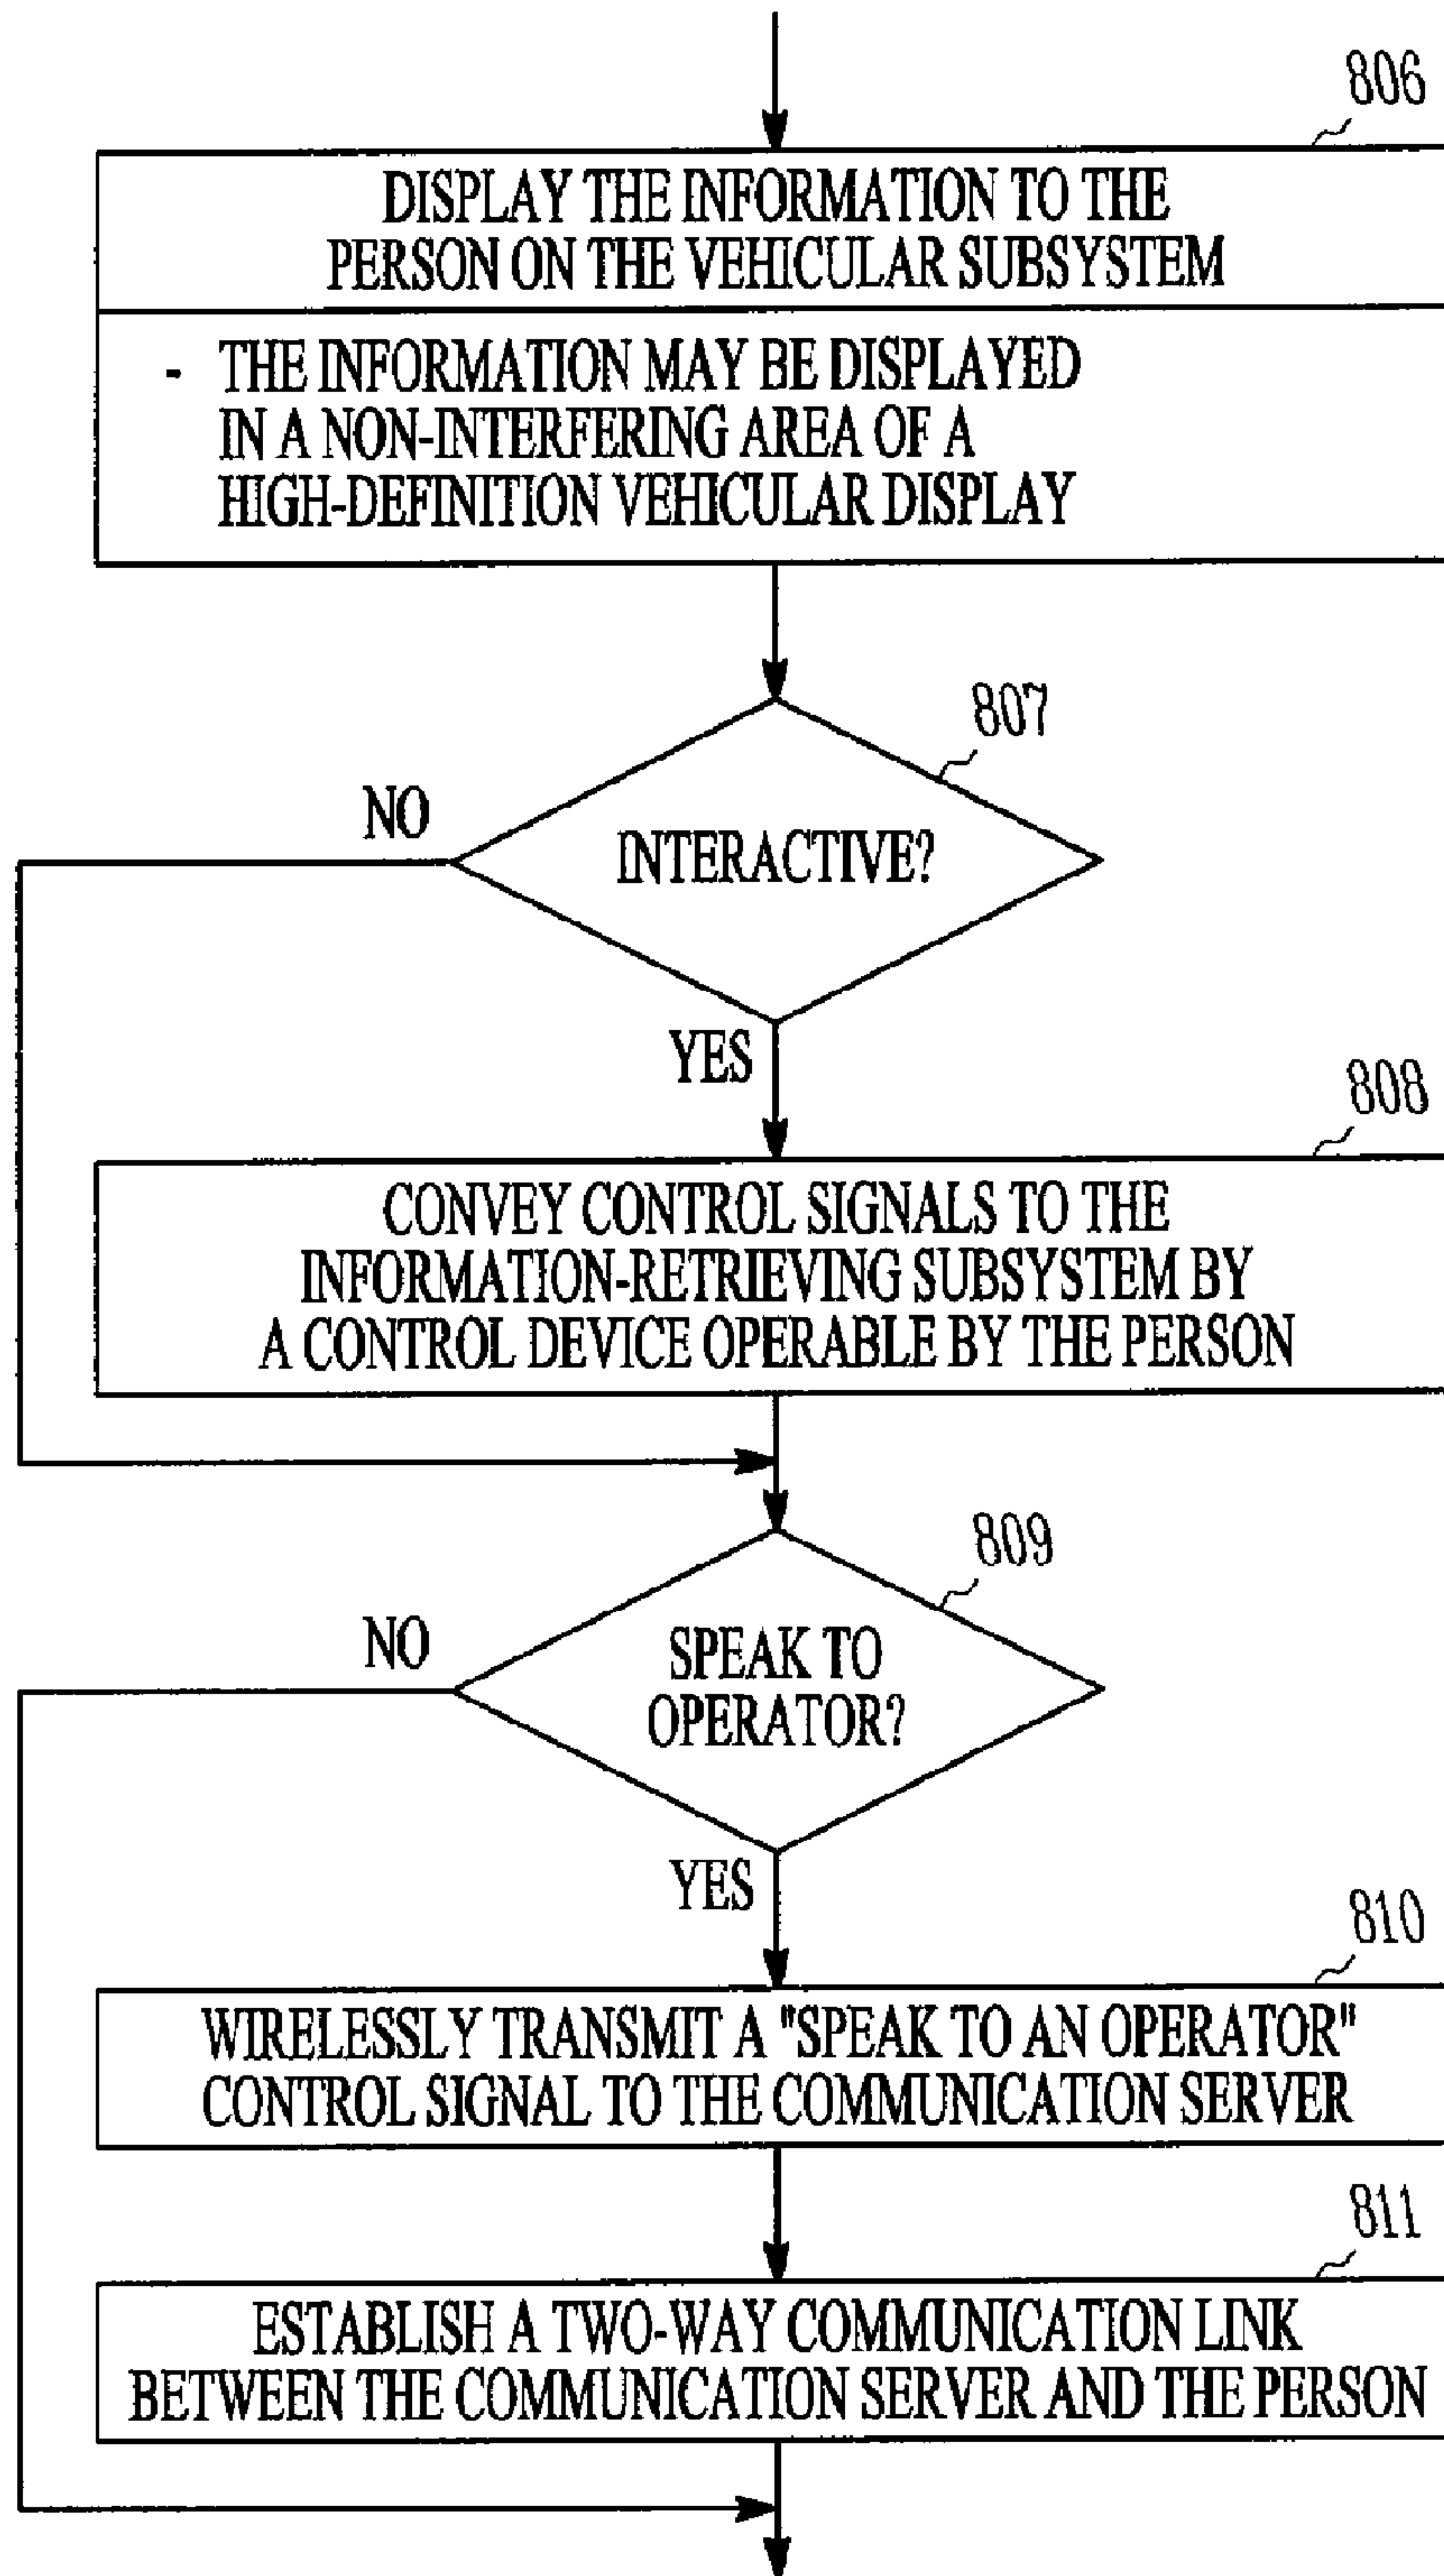 806
DISPLAY THE INFORMATION TO THE
PERSON ON THE VEHICULAR SUBSYSTEM
- THE INFORMATION MAY BE DISPLAYED
IN A NON-INTERFERING AREA OF A
HIGH-DEFINITION VEHICULAR DISPLAY
807
NO
INTERACTIVE?
YES
808
CONVEY CONTROL SIGNALS TO THE
INFORMATION-RETRIEVING SUBSYSTEM BY
A CONTROL DEVICE OPERABLE BY THE PERSON
809
NO
SPEAK TO
OPERATOR?
YES
810
WIRELESSLY TRANSMIT A "SPEAK TO AN OPERATOR"
CONTROL SIGNAL TO THE COMMUNICATION SERVER
811
ESTABLISH A TWO-WAY COMMUNICATION LINK
BETWEEN THE COMMUNICATION SERVER AND THE PERSON